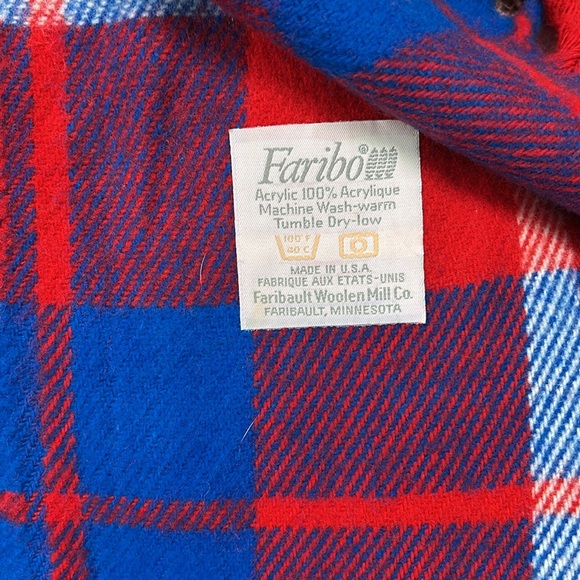 Faribo®
Acrylic 100% Acrylique
Machine Wash-warm
Tumble Dry-low
100 F
40 C
MADE IN U.S.A.
FABRIQUE AUX ETATS-UNIS
Faribault Woolen Mill Co.
FARIBAULT, MINNESOTA